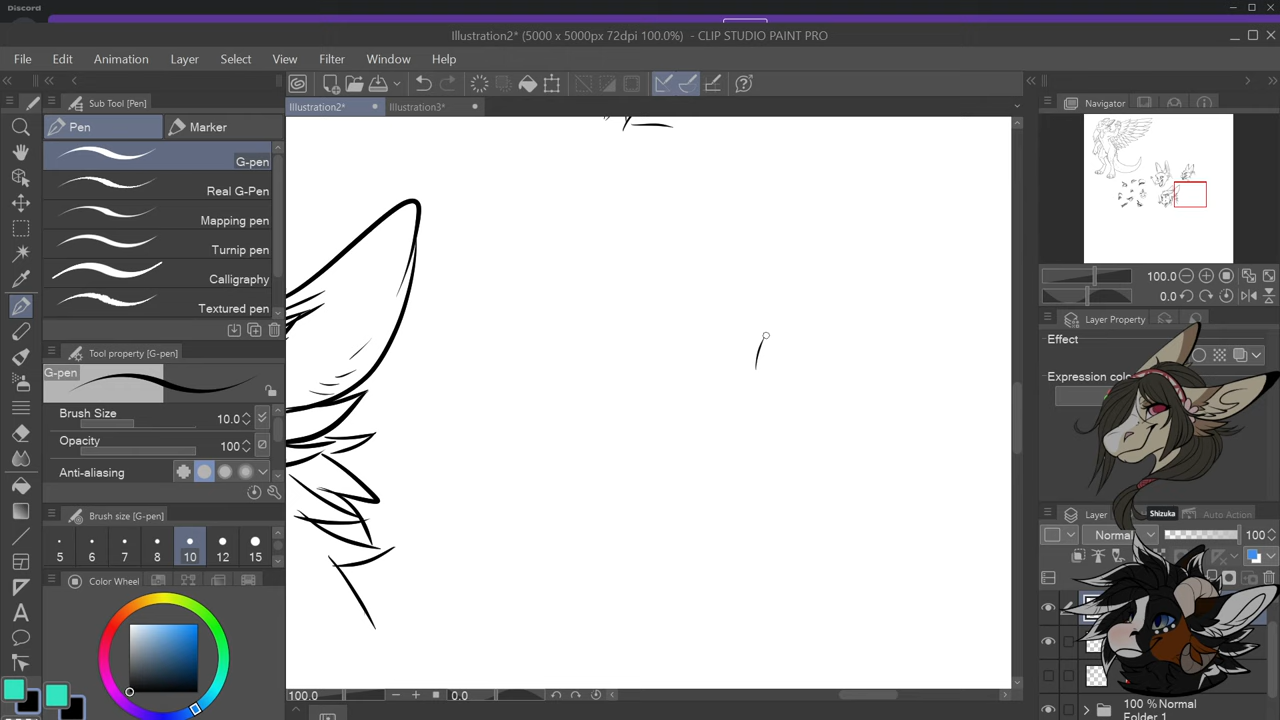 Discord
Illustration2* (5000 x 5000px 72dpi 100.0%) - CLIP STUDIO PAINT PRO
File Edit Animation Layer Select View Filter Window Help
Sub Tool [Pen]
Illustration2* Illustration3*
Navigator
Pen Marker
G-pen
Real G-Pen
Mapping pen
Turnip pen
Calligraphy
Textured pen
100.0
0.0
Layer Property
Effect
Expression colo
Tool property [G-pen]
G-pen
Brush Size 10.0
Opacity 100
Anti-aliasing
Brush size [G-pen]
5 6 7 8 10 12 15
Color Wheel
Layer Shizuka Auto Action
Normal 100
100 % Normal
Folder 1
100.0 0.0